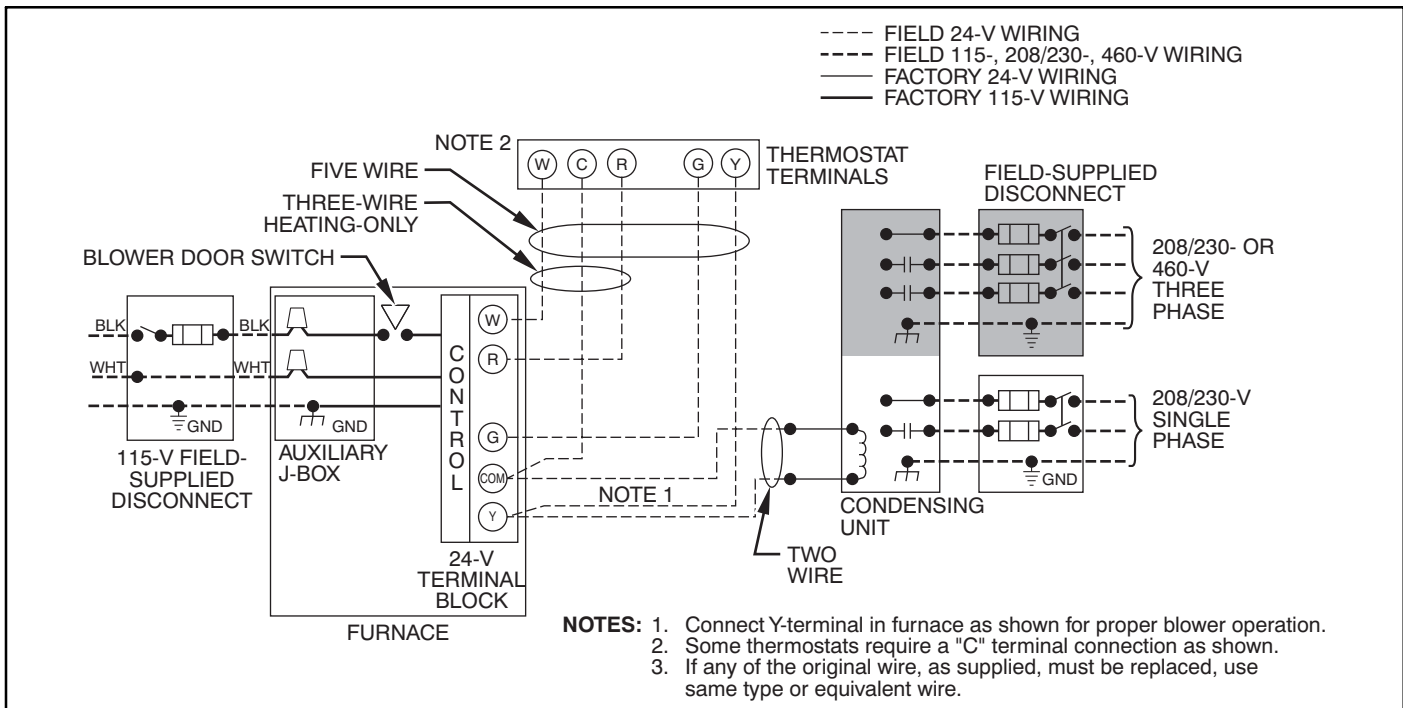 FIELD 24-V WIRING
FIELD 115-, 208/230-, 460-V WIRING
FACTORY 24-V WIRING
FACTORY 115-V WIRING
NOTE 2
W
C
R
G
Y
THERMOSTAT
TERMINALS
FIVE WIRE
THREE-WIRE
HEATING-ONLY
BLOWER DOOR SWITCH
FIELD-SUPPLIED
DISCONNECT
208/230- OR
460-V
THREE
PHASE
BLK
BLK
WHT
WHT
GND
GND
115-V FIELD-
SUPPLIED
DISCONNECT
AUXILIARY
J-BOX
CONTROL
W
R
G
COM
Y
NOTE 1
24-V
TERMINAL
BLOCK
FURNACE
TWO
WIRE
CONDENSING
UNIT
GND
208/230-V
SINGLE
PHASE
NOTES: 1. Connect Y-terminal in furnace as shown for proper blower operation.
2. Some thermostats require a "C" terminal connection as shown.
3. If any of the original wire, as supplied, must be replaced, use
same type or equivalent wire.